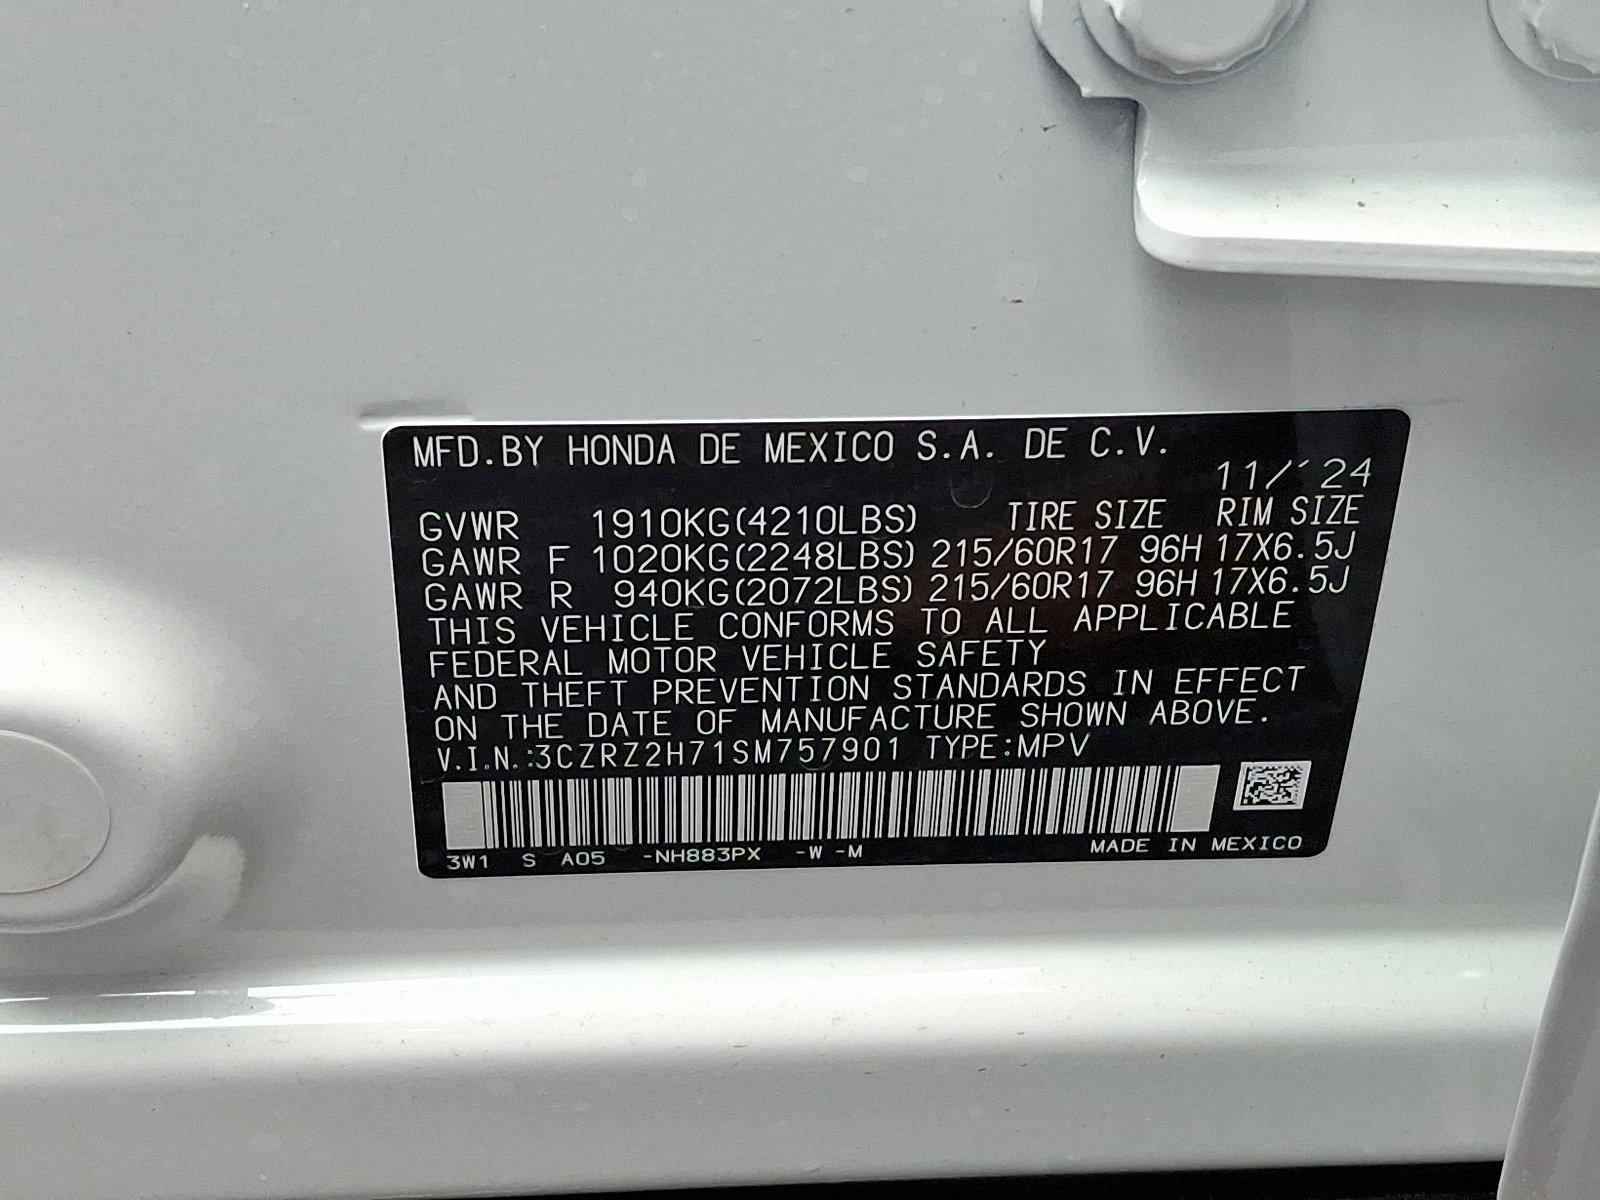 MFD.BY HONDA DE MEXICO S.A. DE C.V.
11/´24
GVWR 1910KG(4210LBS) TIRE SIZE RIM SIZE
GAWR F 1020KG(2248LBS) 215/60R17 96H 17X6.5J
GAWR R 940KG(2072LBS) 215/60R17 96H 17X6.5J
THIS VEHICLE CONFORMS TO ALL APPLICABLE
FEDERAL MOTOR VEHICLE SAFETY
AND THEFT PREVENTION STANDARDS IN EFFECT
ON THE DATE OF MANUFACTURE SHOWN ABOVE.
V.I.N.:3CZRZ2H71SM757901 TYPE:MPV
3W1 S A05 -NH883PX -W -M MADE IN MEXICO